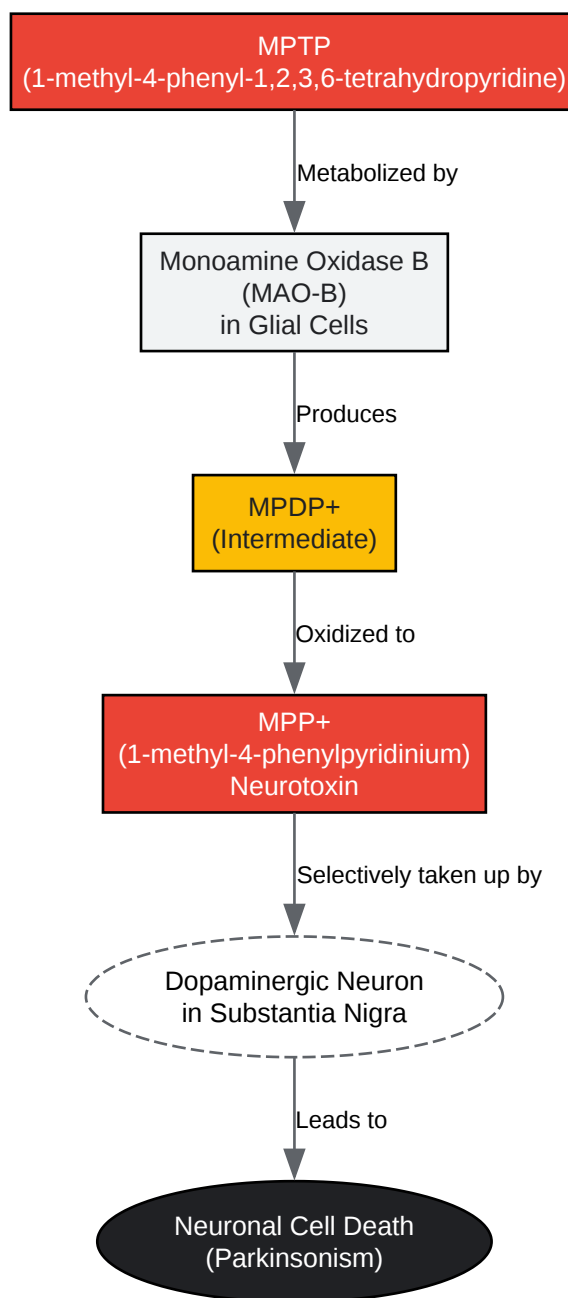 MPTP
(1-methyl-4-phenyl-1,2,3,6-tetrahydropyridine)
Metabolized by
Monoamine Oxidase B
(MAO-B)
in Glial Cells
Produces
MPDP+
(Intermediate)
Oxidized to
MPP+
(1-methyl-4-phenylpyridinium)
Neurotoxin
Selectively taken up by
Dopaminergic Neuron
in Substantia Nigra
Leads to
Neuronal Cell Death
(Parkinsonism)